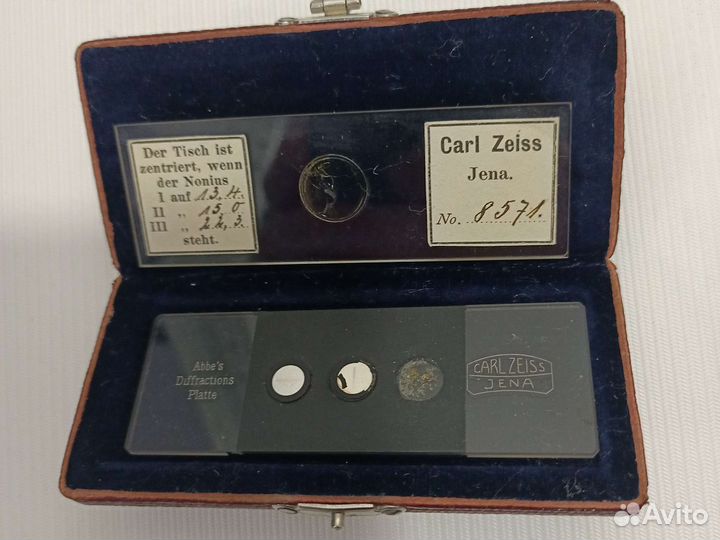 Der Tisch ist
zentriert, wenn
der Nonius
I auf 13,4.
II „ 15,0
III „ 22,3.
steht.
Carl Zeiss
Jena.
No. 8571.
Abbe's
Diffractions
Platte
CARL ZEISS
JENA
Avito